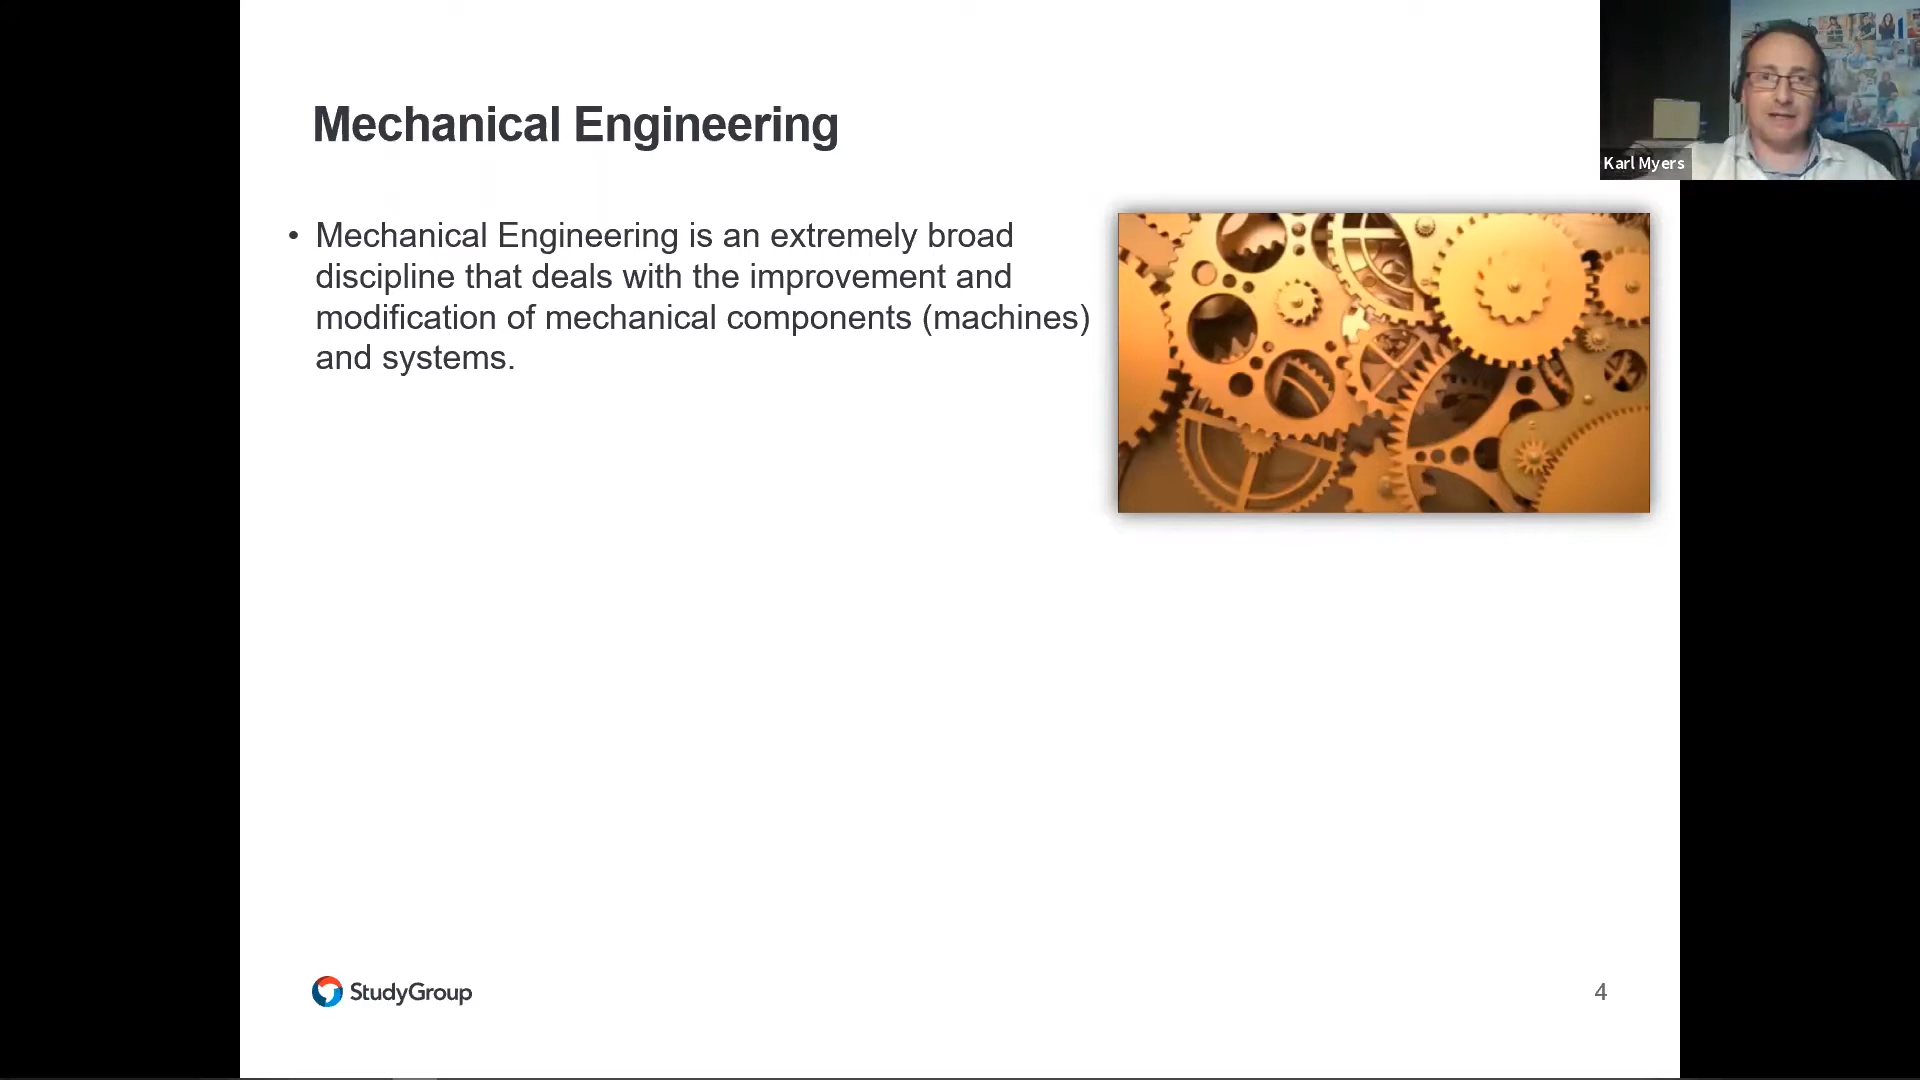 Mechanical Engineering
Karl Myers
• Mechanical Engineering is an extremely broad
discipline that deals with the improvement and
modification of mechanical components (machines)
and systems.
StudyGroup
4